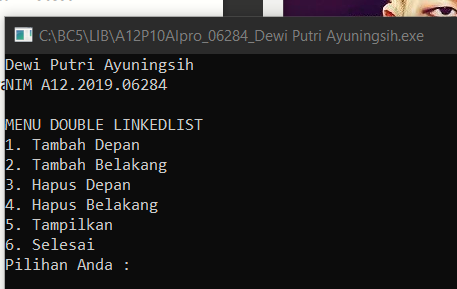 C:\BC5\LIB\A12P10Alpro_06284_Dewi Putri Ayuningsih.exe
Dewi Putri Ayuningsih
NIM A12.2019.06284
MENU DOUBLE LINKEDLIST
1. Tambah Depan
2. Tambah Belakang
3. Hapus Depan
4. Hapus Belakang
5. Tampilkan
6. Selesai
Pilihan Anda :